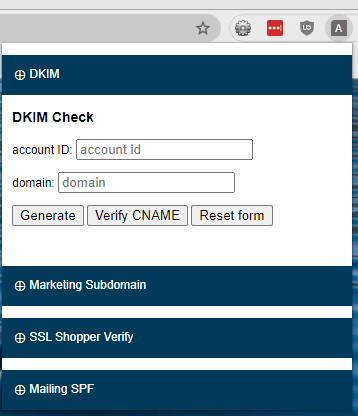 UD
A
⊕ DKIM
DKIM Check
account ID: account id
domain: domain
Generate Verify CNAME Reset form
⊕ Marketing Subdomain
⊕ SSL Shopper Verify
⊕ Mailing SPF